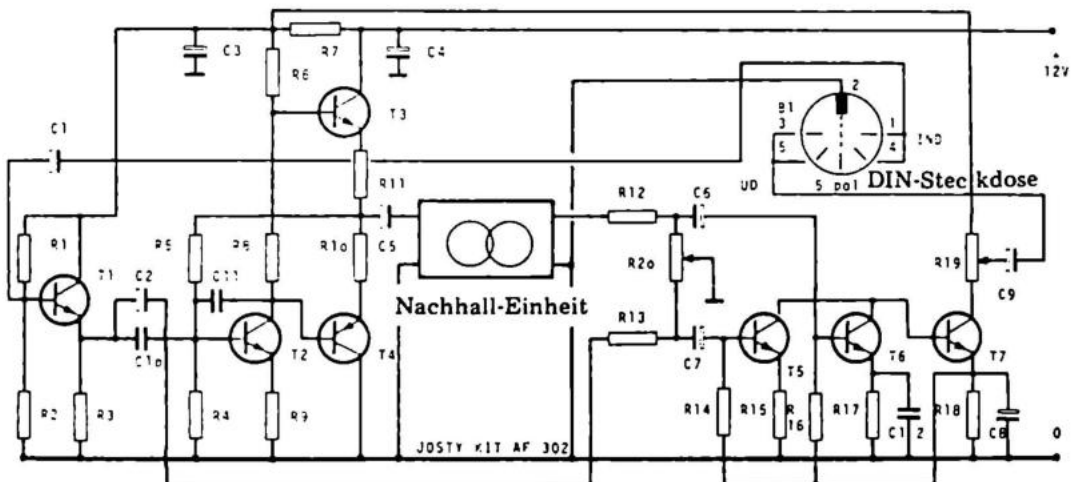 C3
R7
C4
+
12V
R6
T3
2
B1
3
1
5
4
IND
UD
5 pol
DIN-Steckdose
C1
R11
R12
C6
R1
R5
R8
R10
C5
R20
R19
C9
T1
C2
C11
Nachhall-Einheit
R13
C10
T2
T4
C7
T5
T6
T7
R2
R3
R4
R9
R14
R15
R
16
R17
C1 2
R18
C8
0
JOSTY KIT AF 302